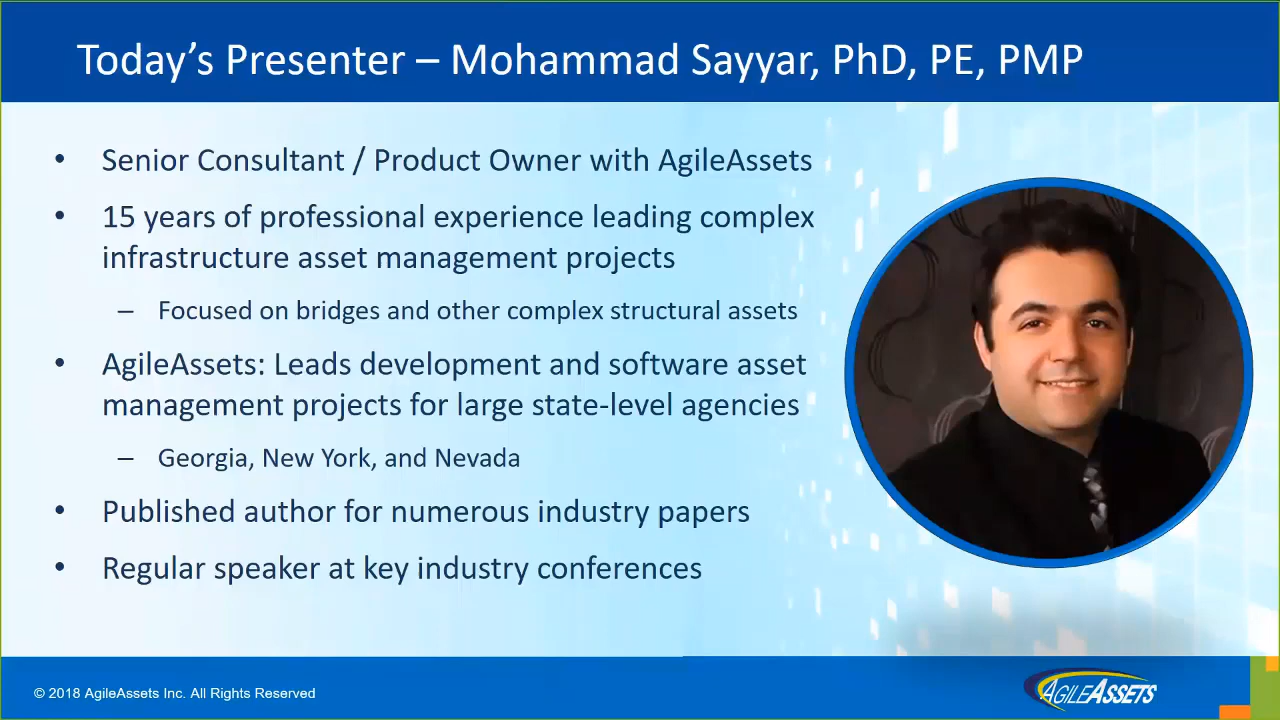 Today’s Presenter – Mohammad Sayyar, PhD, PE, PMP
• Senior Consultant / Product Owner with AgileAssets
• 15 years of professional experience leading complex
infrastructure asset management projects
– Focused on bridges and other complex structural assets
• AgileAssets: Leads development and software asset
management projects for large state-level agencies
– Georgia, New York, and Nevada
• Published author for numerous industry papers
• Regular speaker at key industry conferences
© 2018 AgileAssets Inc. All Rights Reserved
AGILEASSETS